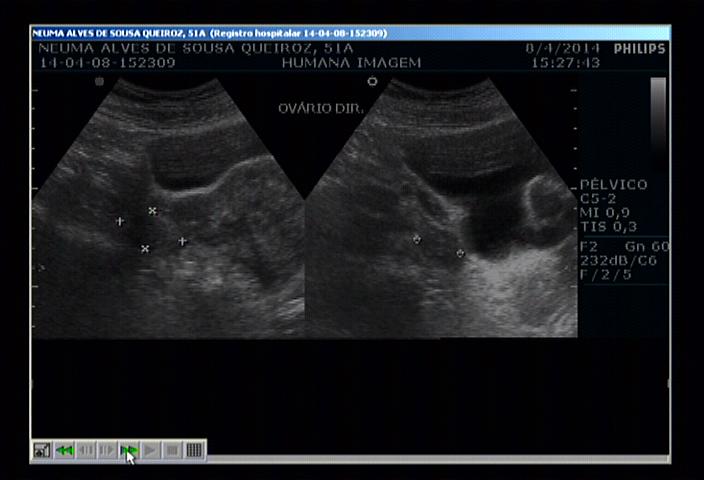 NEUMA ALVES DE SOUSA QUEIROZ, 51A (Registro hospitalar 14-04-08-152309)
NEUMA ALVES DE SOUSA QUEIROZ, 51A 8/4/2014 PHILIPS
14-04-08-152309 HUMANA IMAGEM 15:27:43
OVÁRIO DIR.
PÉLVICO
C5-2
MI 0,9
TIS 0,3
F2 Gn 60
232dB/C6
F/2/5